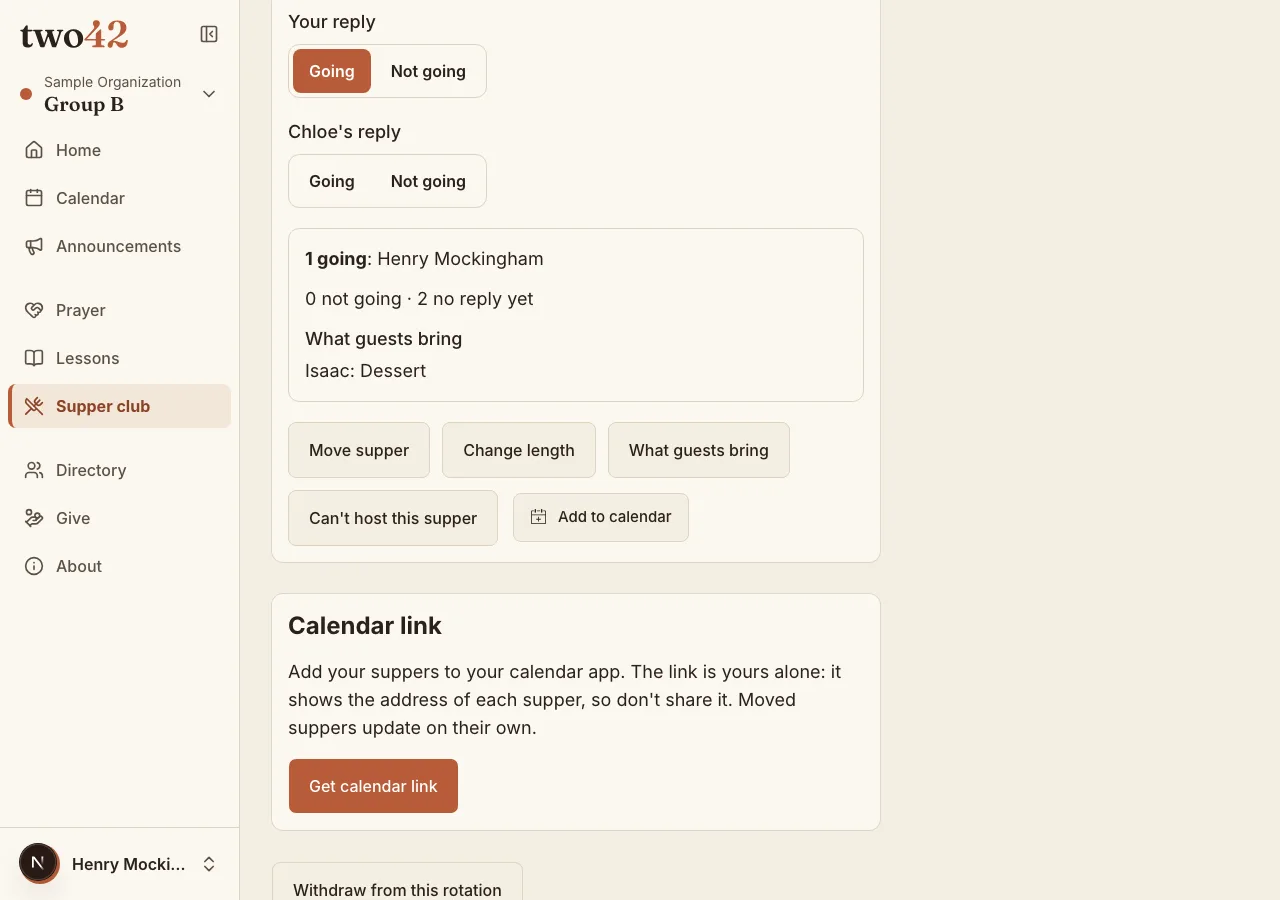 two42
Sample Organization
Group B
Home
Calendar
Announcements
Prayer
Lessons
Supper club
Directory
Give
About
N
Henry Mocki...
Your reply
Going
Not going
Chloe's reply
Going
Not going
1 going: Henry Mockingham
0 not going · 2 no reply yet
What guests bring
Isaac: Dessert
Move supper
Change length
What guests bring
Can't host this supper
Add to calendar
Calendar link
Add your suppers to your calendar app. The link is yours alone: it
shows the address of each supper, so don't share it. Moved
suppers update on their own.
Get calendar link
Withdraw from this rotation